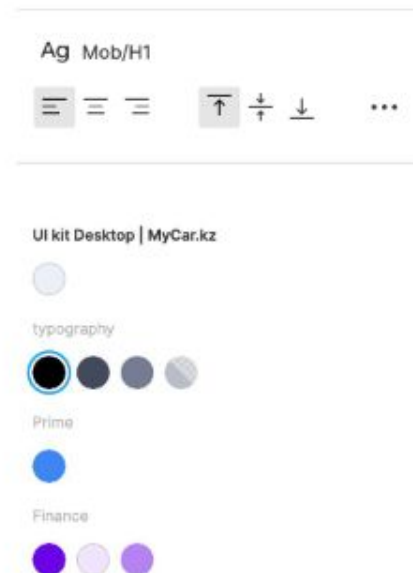 Ag Mob/H1
UI kit Desktop | MyCar.kz
typography
Prime
Finance